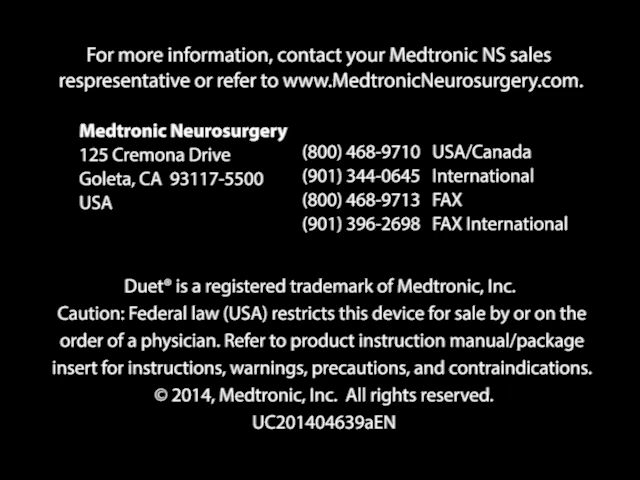 For more information, contact your Medtronic NS sales
respresentative or refer to www.MedtronicNeurosurgery.com.
Medtronic Neurosurgery
125 Cremona Drive
Goleta, CA 93117-5500
USA
(800) 468-9710 USA/Canada
(901) 344-0645 International
(800) 468-9713 FAX
(901) 396-2698 FAX International
Duet® is a registered trademark of Medtronic, Inc.
Caution: Federal law (USA) restricts this device for sale by or on the
order of a physician. Refer to product instruction manual/package
insert for instructions, warnings, precautions, and contraindications.
© 2014, Medtronic, Inc. All rights reserved.
UC201404639aEN